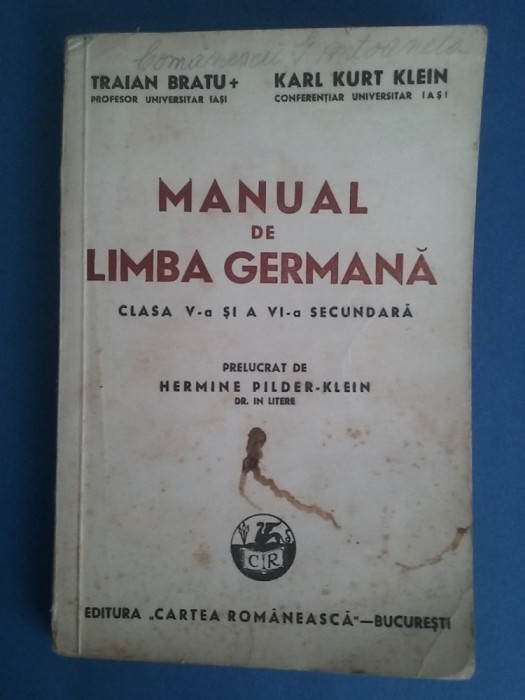 TRAIAN BRATU+ KARL KURT KLEIN
PROFESOR UNIVERSITAR IAȘI CONFERENȚIAR UNIVERSITAR IAȘI
MANUAL
DE
LIMBA GERMANĂ
CLASA V-a ȘI A VI-a SECUNDARĂ
PRELUCRAT DE
HERMINE PILDER-KLEIN
DR. IN LITERE
C R
EDITURA „CARTEA ROMÂNEASCĂ"—BUCUREȘTI